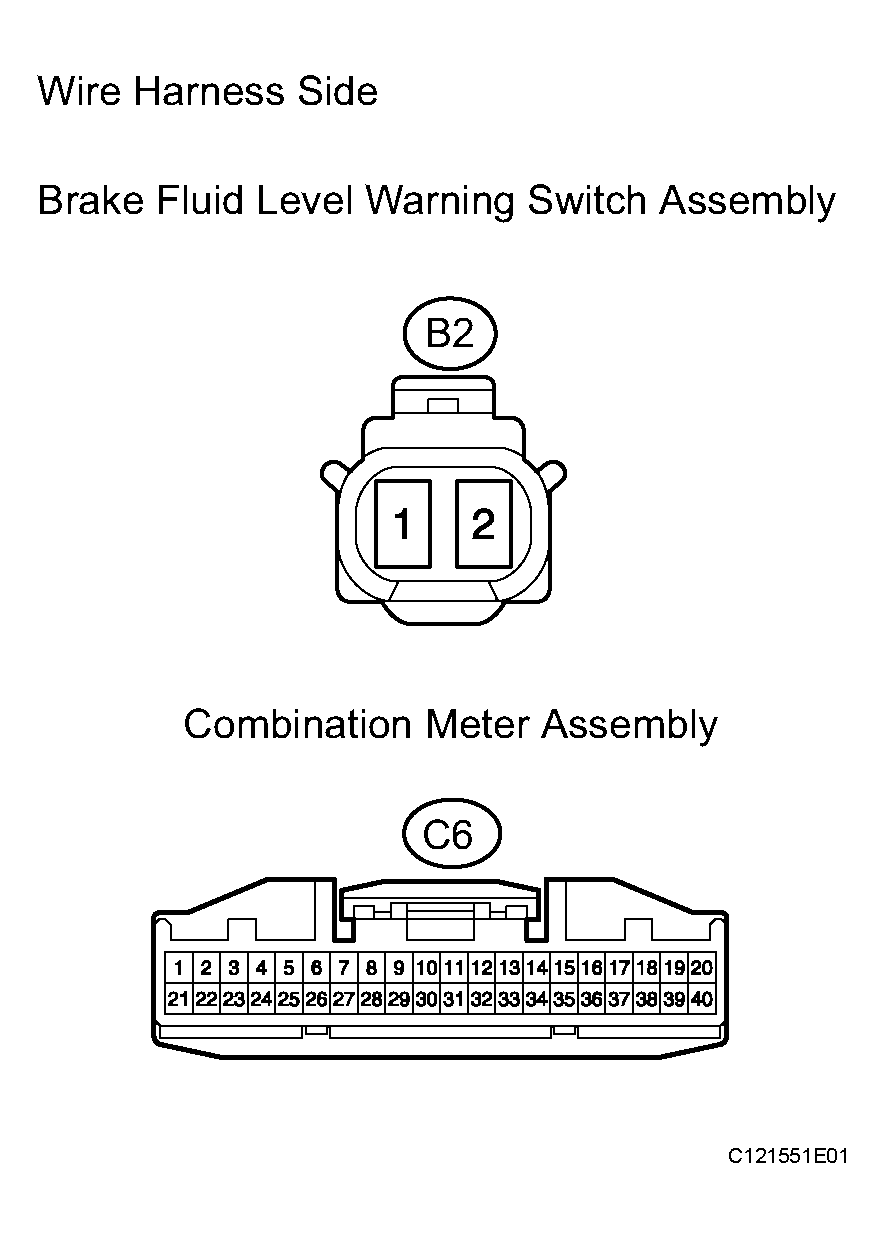 Wire Harness Side
Brake Fluid Level Warning Switch Assembly
B2
1 2
Combination Meter Assembly
C6
1 2 3 4 5 6 7 8 9 10 11 12 13 14 15 16 17 18 19 20
21 22 23 24 25 26 27 28 29 30 31 32 33 34 35 36 37 38 39 40
C121551E01